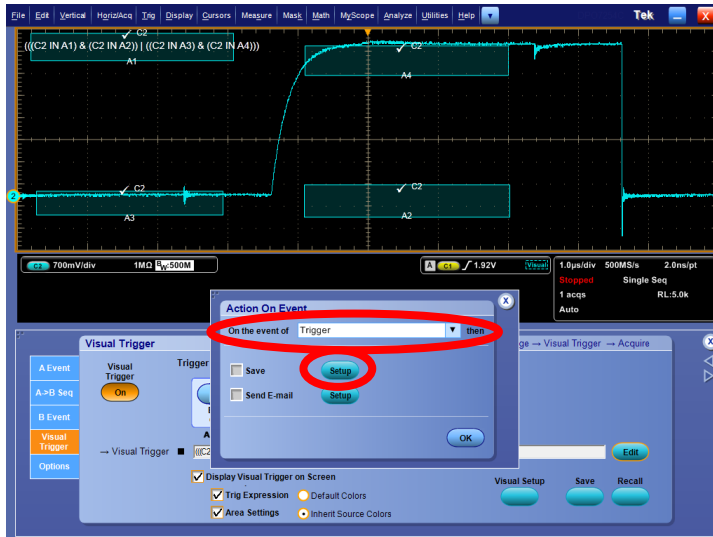 File Edit Vertical Horiz/Acq Trig Display Cursors Measure Mask Math MyScope Analyze Utilities Help Tek X
C2
(((C2 IN A1) & (C2 IN A2)) | ((C2 IN A3) & (C2 IN A4)))
A1
C2
A4
C2
A3
C2
A2
2
C2 700mV/div 1MΩ BW:500M
A C1 1.92V Visual
1.0µs/div 500MS/s 2.0ns/pt
Stopped Single Seq
1 acqs RL:5.0k
Auto
Action On Event X
On the event of Trigger then
Save Setup
Send E-mail Setup
OK
Visual Trigger
→ Visual Trigger → Acquire X
A Event
A->B Seq
B Event
Visual Trigger
Options
Visual
Trigger
On
Trigger
→ Visual Trigger
Edit
Display Visual Trigger on Screen
Trig Expression Default Colors
Area Settings Inherit Source Colors
Visual Setup Save Recall